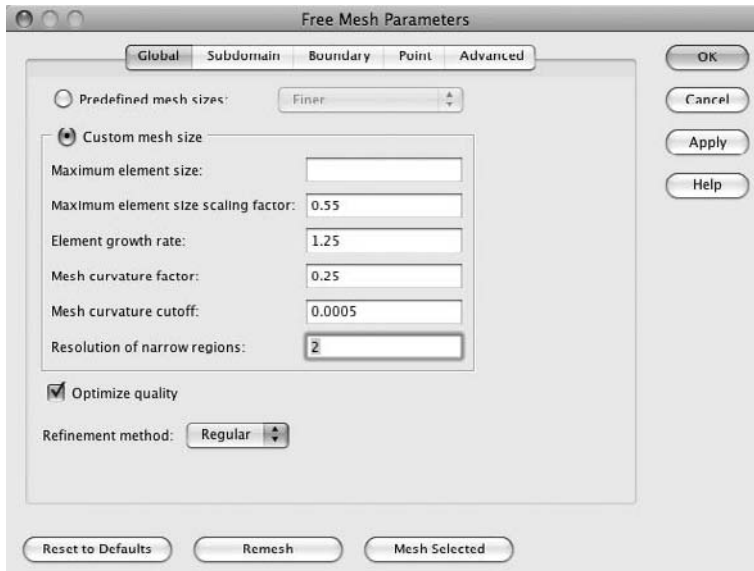 Free Mesh Parameters
Global Subdomain Boundary Point Advanced
Predefined mesh sizes: Finer
Custom mesh size
Maximum element size:
Maximum element size scaling factor: 0.55
Element growth rate: 1.25
Mesh curvature factor: 0.25
Mesh curvature cutoff: 0.0005
Resolution of narrow regions: 2
Optimize quality
Refinement method: Regular
OK
Cancel
Apply
Help
Reset to Defaults Remesh Mesh Selected